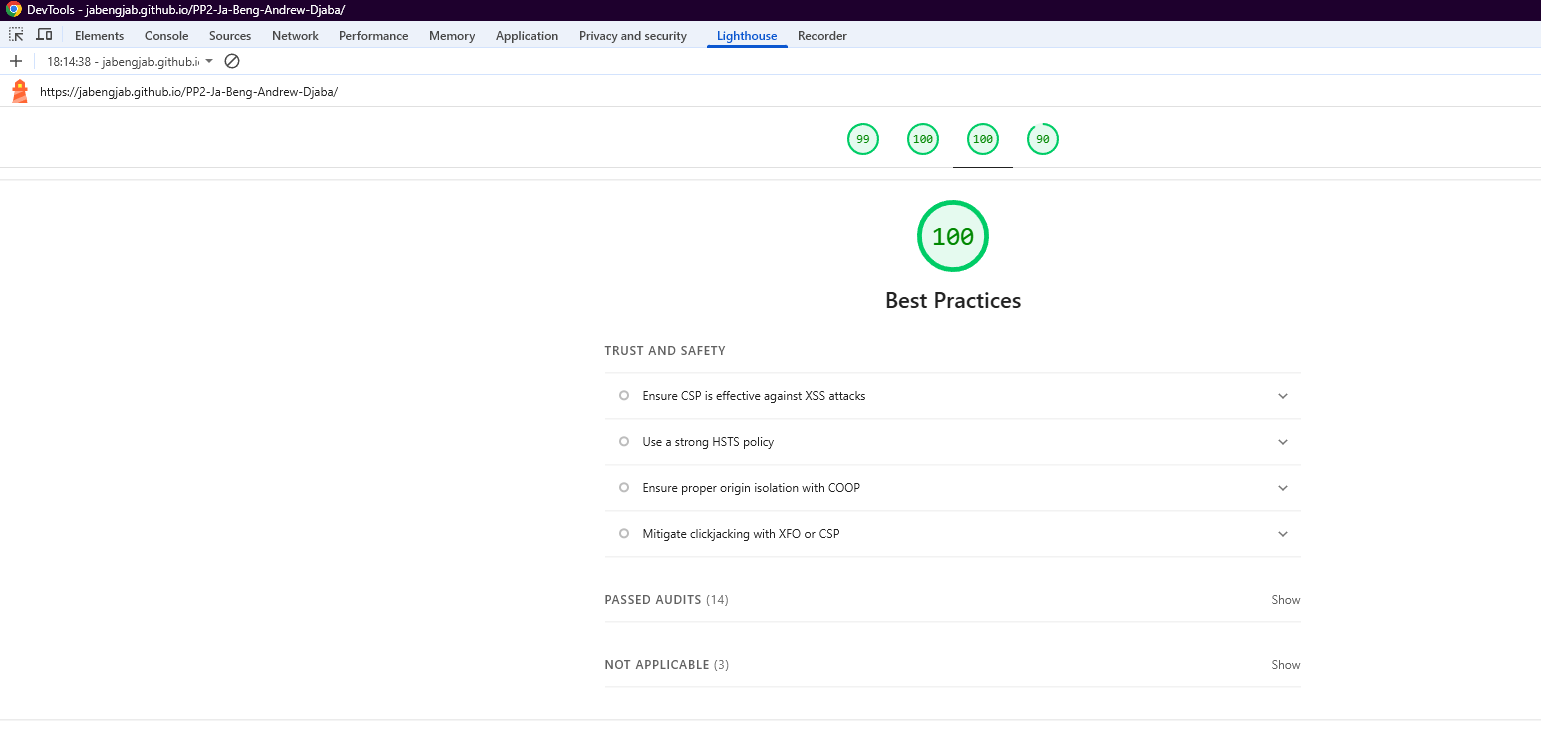 DevTools - jabengjab.github.io/PP2-Ja-Beng-Andrew-Djaba/
Elements Console Sources Network Performance Memory Application Privacy and security Lighthouse Recorder
18:14:38 - jabengjab.github.i
https://jabengjab.github.io/PP2-Ja-Beng-Andrew-Djaba/
99 100 100 90
100
Best Practices
TRUST AND SAFETY
Ensure CSP is effective against XSS attacks
Use a strong HSTS policy
Ensure proper origin isolation with COOP
Mitigate clickjacking with XFO or CSP
PASSED AUDITS (14) Show
NOT APPLICABLE (3) Show